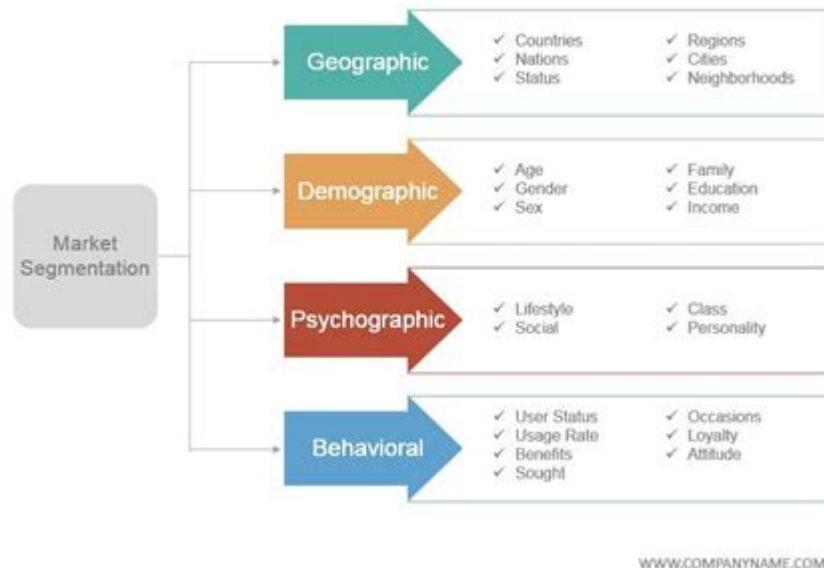 Market
Segmentation
Geographic
Countries
Nations
Status
Regions
Cities
Neighborhoods
Demographic
Age
Gender
Sex
Family
Education
Income
Psychographic
Lifestyle
Social
Class
Personality
Behavioral
User Status
Usage Rate
Benefits
Sought
Occasions
Loyalty
Attitude
WWW.COMPANYNAME.COM